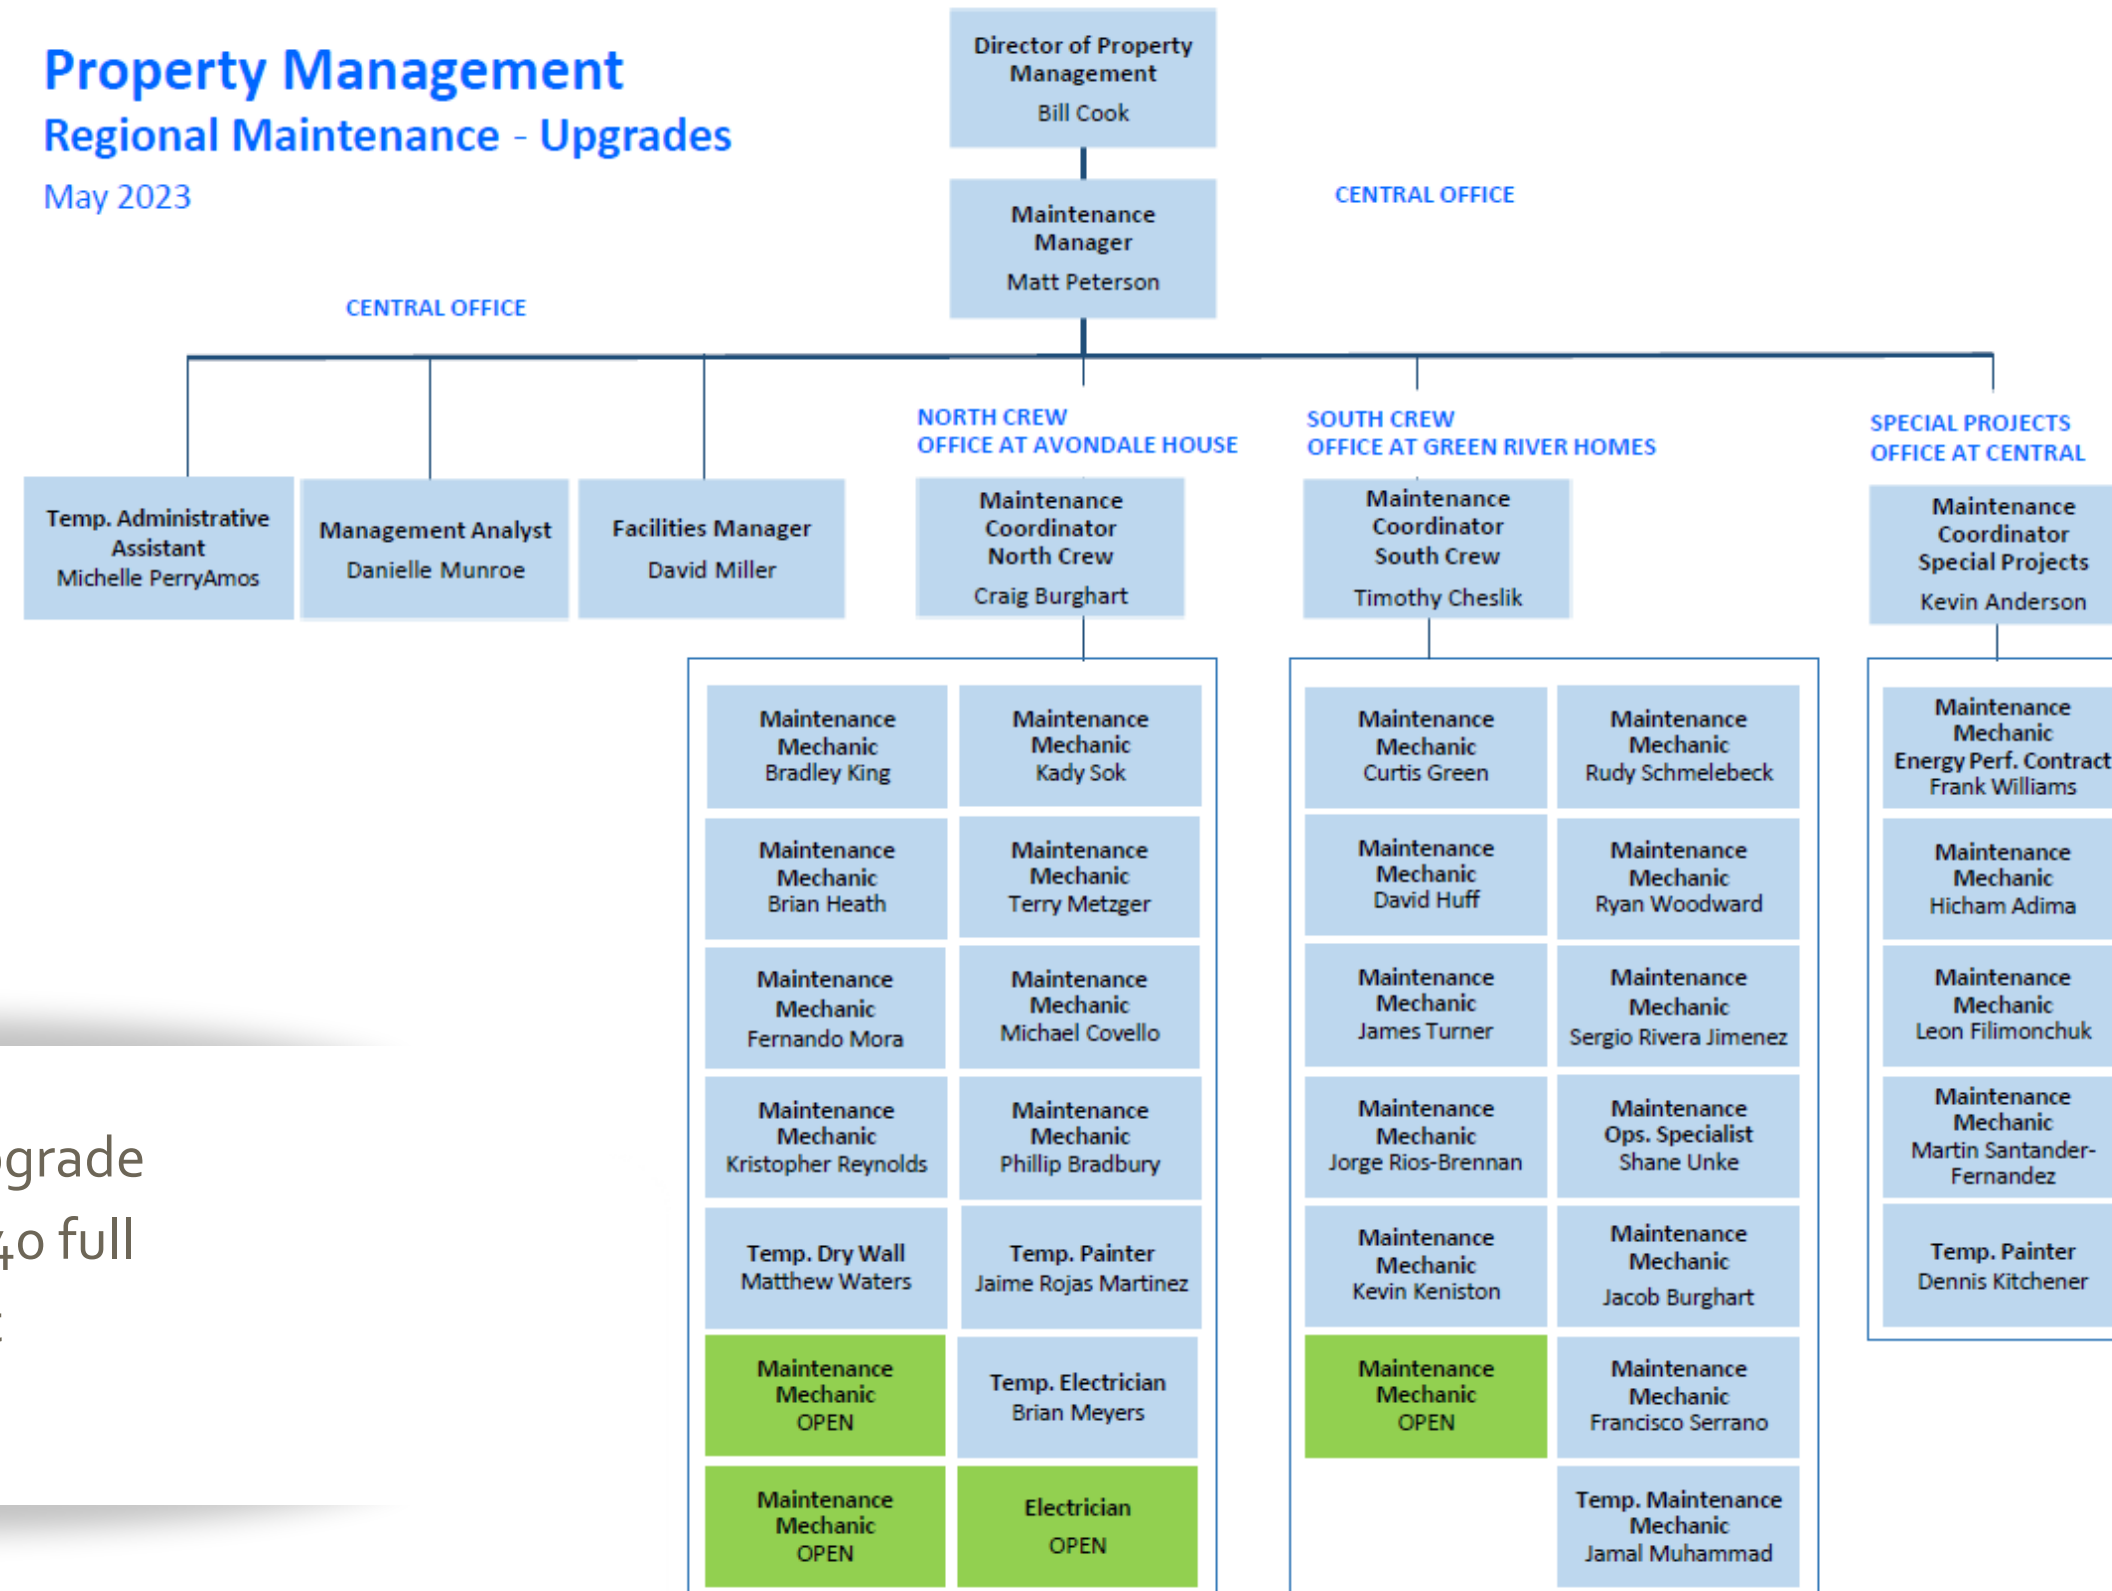 Property Management
Regional Maintenance - Upgrades
May 2023
Director of Property
Management
Bill Cook
Maintenance
Manager
Matt Peterson
CENTRAL OFFICE
CENTRAL OFFICE
Temp. Administrative
Assistant
Michelle PerryAmos
Management Analyst
Danielle Munroe
Facilities Manager
David Miller
NORTH CREW
OFFICE AT AVONDALE HOUSE
Maintenance
Coordinator
North Crew
Craig Burghart
SOUTH CREW
OFFICE AT GREEN RIVER HOMES
Maintenance
Coordinator
South Crew
Timothy Cheslik
SPECIAL PROJECTS
OFFICE AT CENTRAL
Maintenance
Coordinator
Special Projects
Kevin Anderson
Maintenance
Mechanic
Bradley King
Maintenance
Mechanic
Kady Sok
Maintenance
Mechanic
Brian Heath
Maintenance
Mechanic
Terry Metzger
Maintenance
Mechanic
Fernando Mora
Maintenance
Mechanic
Michael Covello
Maintenance
Mechanic
Kristopher Reynolds
Maintenance
Mechanic
Phillip Bradbury
Temp. Dry Wall
Matthew Waters
Temp. Painter
Jaime Rojas Martinez
Maintenance
Mechanic
OPEN
Temp. Electrician
Brian Meyers
Maintenance
Mechanic
OPEN
Electrician
OPEN
Maintenance
Mechanic
Curtis Green
Maintenance
Mechanic
Rudy Schmelebeck
Maintenance
Mechanic
David Huff
Maintenance
Mechanic
Ryan Woodward
Maintenance
Mechanic
James Turner
Maintenance
Mechanic
Sergio Rivera Jimenez
Maintenance
Mechanic
Jorge Rios-Brennan
Maintenance
Ops. Specialist
Shane Unke
Maintenance
Mechanic
Kevin Keniston
Maintenance
Mechanic
Jacob Burghart
Maintenance
Mechanic
OPEN
Maintenance
Mechanic
Francisco Serrano
Temp. Maintenance
Mechanic
Jamal Muhammad
Maintenance
Mechanic
Energy Perf. Contract
Frank Williams
Maintenance
Mechanic
Hicham Adima
Maintenance
Mechanic
Leon Filimonchuk
Maintenance
Mechanic
Martin Santander-
Fernandez
Temp. Painter
Dennis Kitchener
grade
40 full